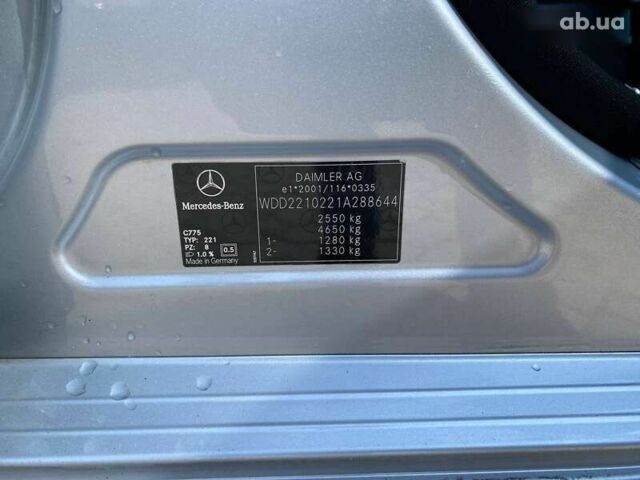 ab.ua
DAIMLER AG
e1*2001/116*0335
WDD2210221A288644
2550 kg
4650 kg
1- 1280 kg
2- 1330 kg
Mercedes-Benz
C775
TYP: 221
PZ: 8
1.0 % 0.5
Made in Germany